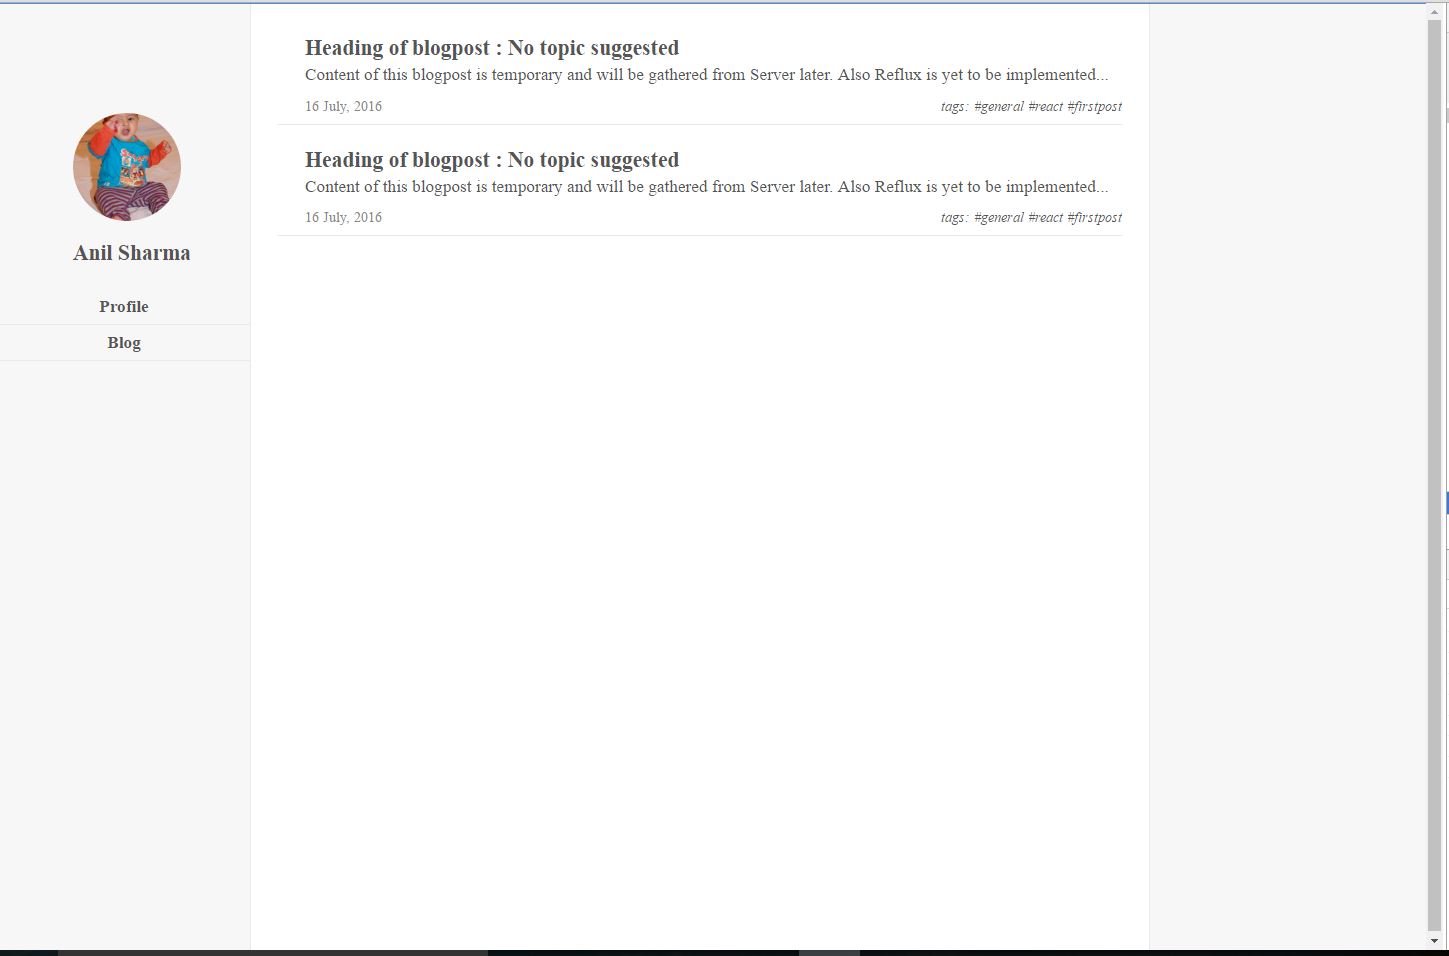 Anil Sharma
Profile
Blog
Heading of blogpost : No topic suggested
Content of this blogpost is temporary and will be gathered from Server later. Also Reflux is yet to be implemented...
16 July, 2016 tags: #general #react #firstpost
Heading of blogpost : No topic suggested
Content of this blogpost is temporary and will be gathered from Server later. Also Reflux is yet to be implemented...
16 July, 2016 tags: #general #react #firstpost